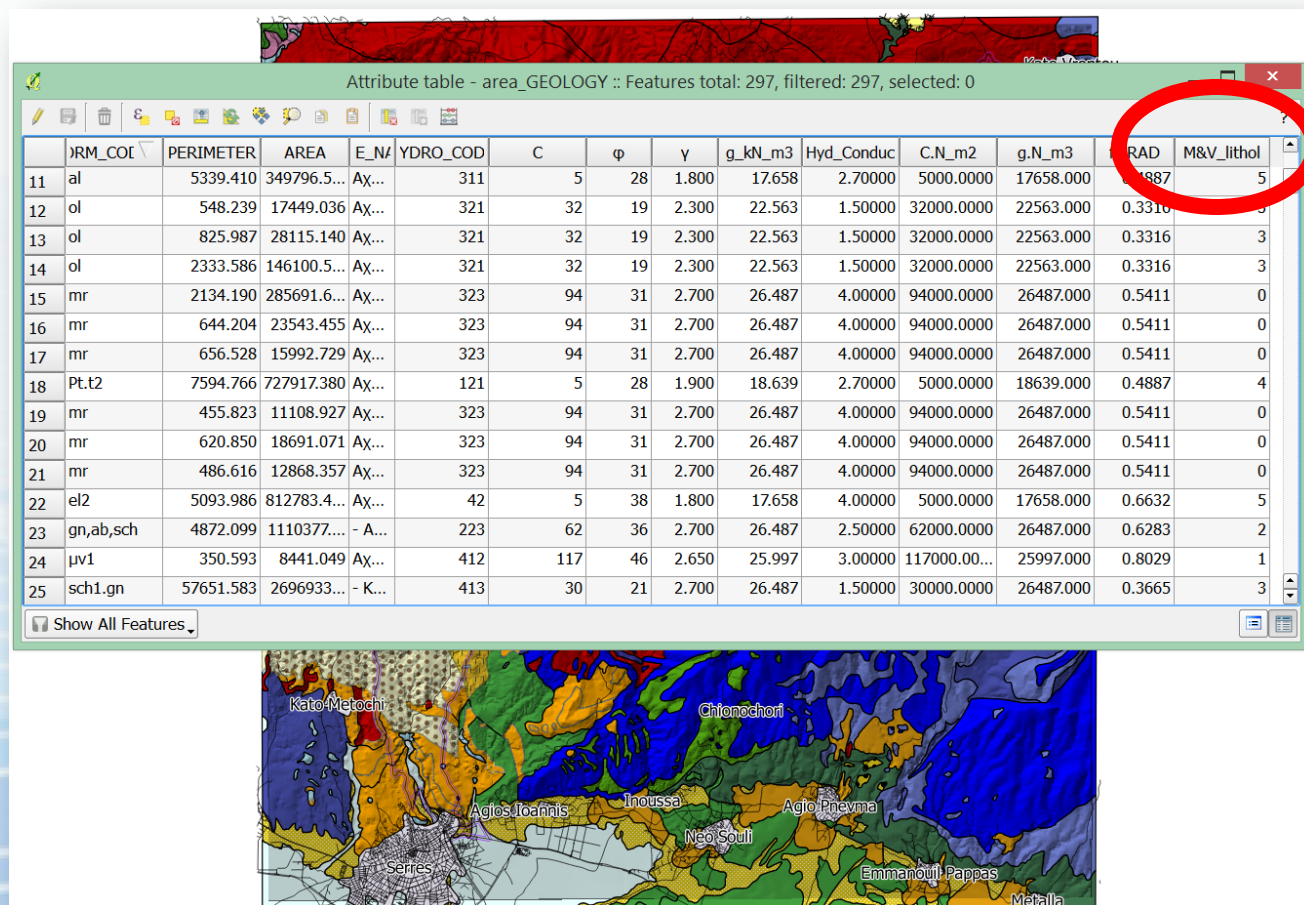 Kato Vrontou
Attribute table - area_GEOLOGY :: Features total: 297, filtered: 297, selected: 0
?
)RM_COD PERIMETER AREA E_NA YDRO_COD C φ γ g_kN_m3 Hyd_Conduc C.N_m2 g.N_m3 RAD M&V_lithol
11 al 5339.410 349796.5... Αχ... 311 5 28 1.800 17.658 2.70000 5000.0000 17658.000 0.4887 5
12 ol 548.239 17449.036 Αχ... 321 32 19 2.300 22.563 1.50000 32000.0000 22563.000 0.3316 3
13 ol 825.987 28115.140 Αχ... 321 32 19 2.300 22.563 1.50000 32000.0000 22563.000 0.3316 3
14 ol 2333.586 146100.5... Αχ... 321 32 19 2.300 22.563 1.50000 32000.0000 22563.000 0.3316 3
15 mr 2134.190 285691.6... Αχ... 323 94 31 2.700 26.487 4.00000 94000.0000 26487.000 0.5411 0
16 mr 644.204 23543.455 Αχ... 323 94 31 2.700 26.487 4.00000 94000.0000 26487.000 0.5411 0
17 mr 656.528 15992.729 Αχ... 323 94 31 2.700 26.487 4.00000 94000.0000 26487.000 0.5411 0
18 Pt.t2 7594.766 727917.380 Αχ... 121 5 28 1.900 18.639 2.70000 5000.0000 18639.000 0.4887 4
19 mr 455.823 11108.927 Αχ... 323 94 31 2.700 26.487 4.00000 94000.0000 26487.000 0.5411 0
20 mr 620.850 18691.071 Αχ... 323 94 31 2.700 26.487 4.00000 94000.0000 26487.000 0.5411 0
21 mr 486.616 12868.357 Αχ... 323 94 31 2.700 26.487 4.00000 94000.0000 26487.000 0.5411 0
22 el2 5093.986 812783.4... Αχ... 42 5 38 1.800 17.658 4.00000 5000.0000 17658.000 0.6632 5
23 gn,ab,sch 4872.099 1110377.... - Α... 223 62 36 2.700 26.487 2.50000 62000.0000 26487.000 0.6283 2
24 μν1 350.593 8441.049 Αχ... 412 117 46 2.650 25.997 3.00000 117000.00... 25997.000 0.8029 1
25 sch1.gn 57651.583 2696933... - Κ... 413 30 21 2.700 26.487 1.50000 30000.0000 26487.000 0.3665 3
Show All Features
Kato Metochi
Chionochori
Agios Ioannis
Inoussa
Agio Pnevma
Neo Souli
Serres
Emmanouil Pappas
Metalla